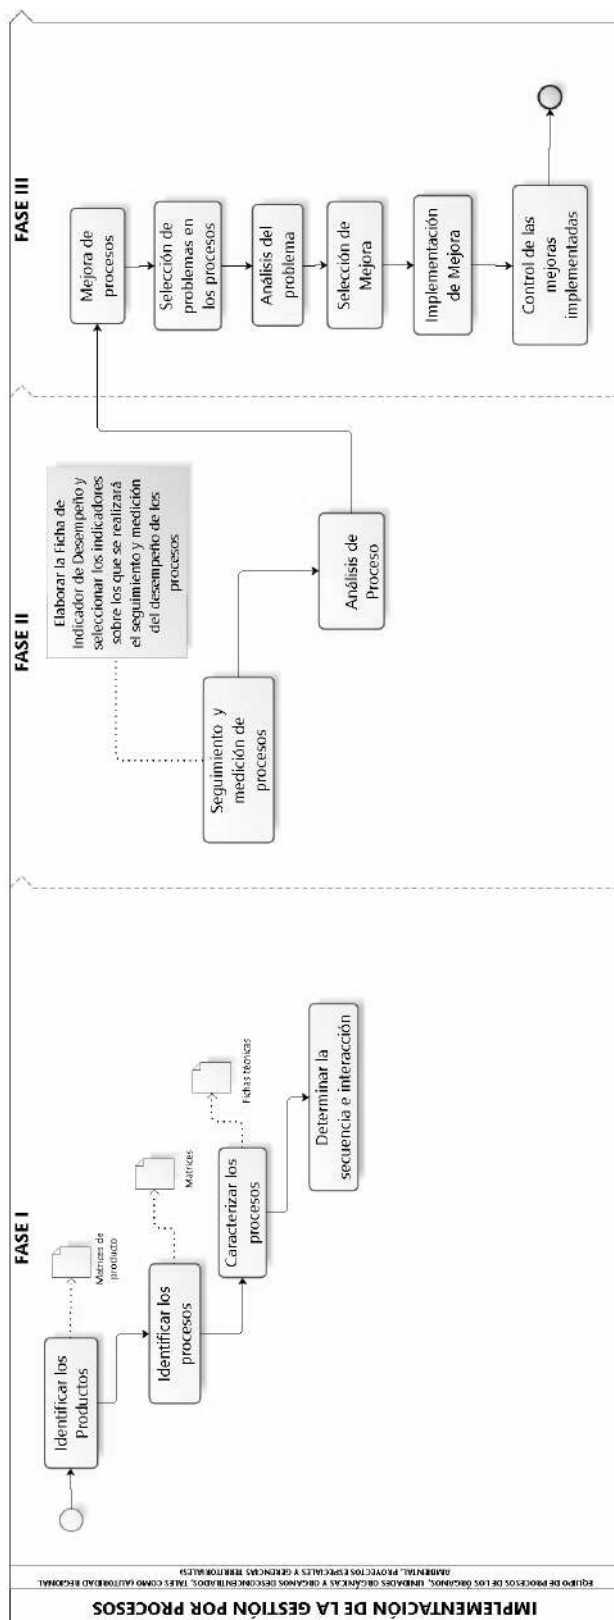 IMPLEMENTACIÓN DE LA GESTIÓN POR PROCESOS
EQUIPO DE PROCESOS DE LOS ÓRGANOS, UNIDADES ORGÁNICAS Y ORGANOS DESCONCENTRADOS, TALES COMO (AUTORIDAD REGIONAL
AMBIENTAL, PROYECTOS ESPECIALES Y GERENCIAS TERRITORIALES)
FASE I
Identificar los
Productos
Matrices de
producto
Identificar los
procesos
Matrices
Caracterizar los
procesos
Fichas técnicas
Determinar la
secuencia e interacción
FASE II
Seguimiento y
medición de
procesos
Elaborar la Ficha de
Indicador de Desempeño y
seleccionar los indicadores
sobre los que se realizará
el seguimiento y medición
del desempeño de los
procesos
Análisis de
Proceso
FASE III
Mejora de
procesos
Selección de
problemas en
los procesos
Análisis del
problema
Selección de
Mejora
Implementación
de Mejora
Control de las
mejoras
implementadas